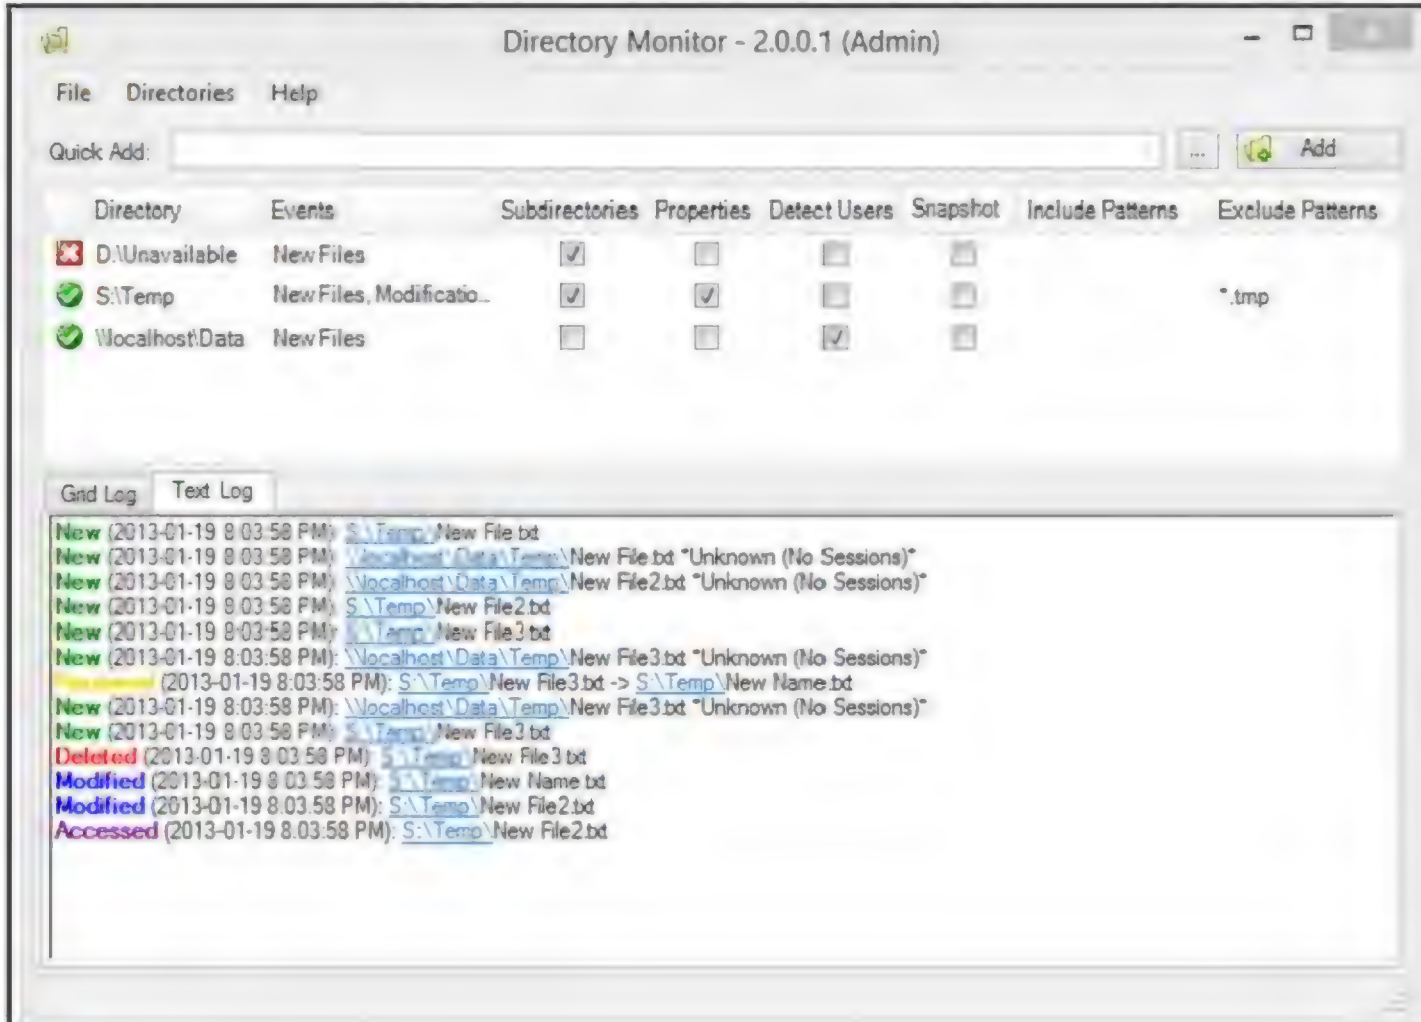 Directory Monitor - 2.0.0.1 (Admin)
File Directories Help
Quick Add: ... Add
Directory Events Subdirectories Properties Detect Users Snapshot Include Patterns Exclude Patterns
D:\Unavailable New Files
S:\Temp New Files, Modificatio... *.tmp
\\localhost\Data New Files
Grid Log Text Log
New (2013-01-19 8:03:58 PM): S:\Temp\New File.txt
New (2013-01-19 8:03:58 PM): \\localhost\Data\Temp\New File.txt "Unknown (No Sessions)"
New (2013-01-19 8:03:58 PM): \\localhost\Data\Temp\New File2.txt "Unknown (No Sessions)"
New (2013-01-19 8:03:58 PM): S:\Temp\New File2.txt
New (2013-01-19 8:03:58 PM): S:\Temp\New File3.txt
New (2013-01-19 8:03:58 PM): \\localhost\Data\Temp\New File3.txt "Unknown (No Sessions)"
(2013-01-19 8:03:58 PM): S:\Temp\New File3.txt -> S:\Temp\New Name.txt
New (2013-01-19 8:03:58 PM): \\localhost\Data\Temp\New File3.txt "Unknown (No Sessions)"
New (2013-01-19 8:03:58 PM): S:\Temp\New File3.txt
Deleted (2013-01-19 8:03:58 PM): S:\Temp\New File3.txt
Modified (2013-01-19 8:03:58 PM): S:\Temp\New Name.txt
Modified (2013-01-19 8:03:58 PM): S:\Temp\New File2.txt
Accessed (2013-01-19 8:03:58 PM): S:\Temp\New File2.txt